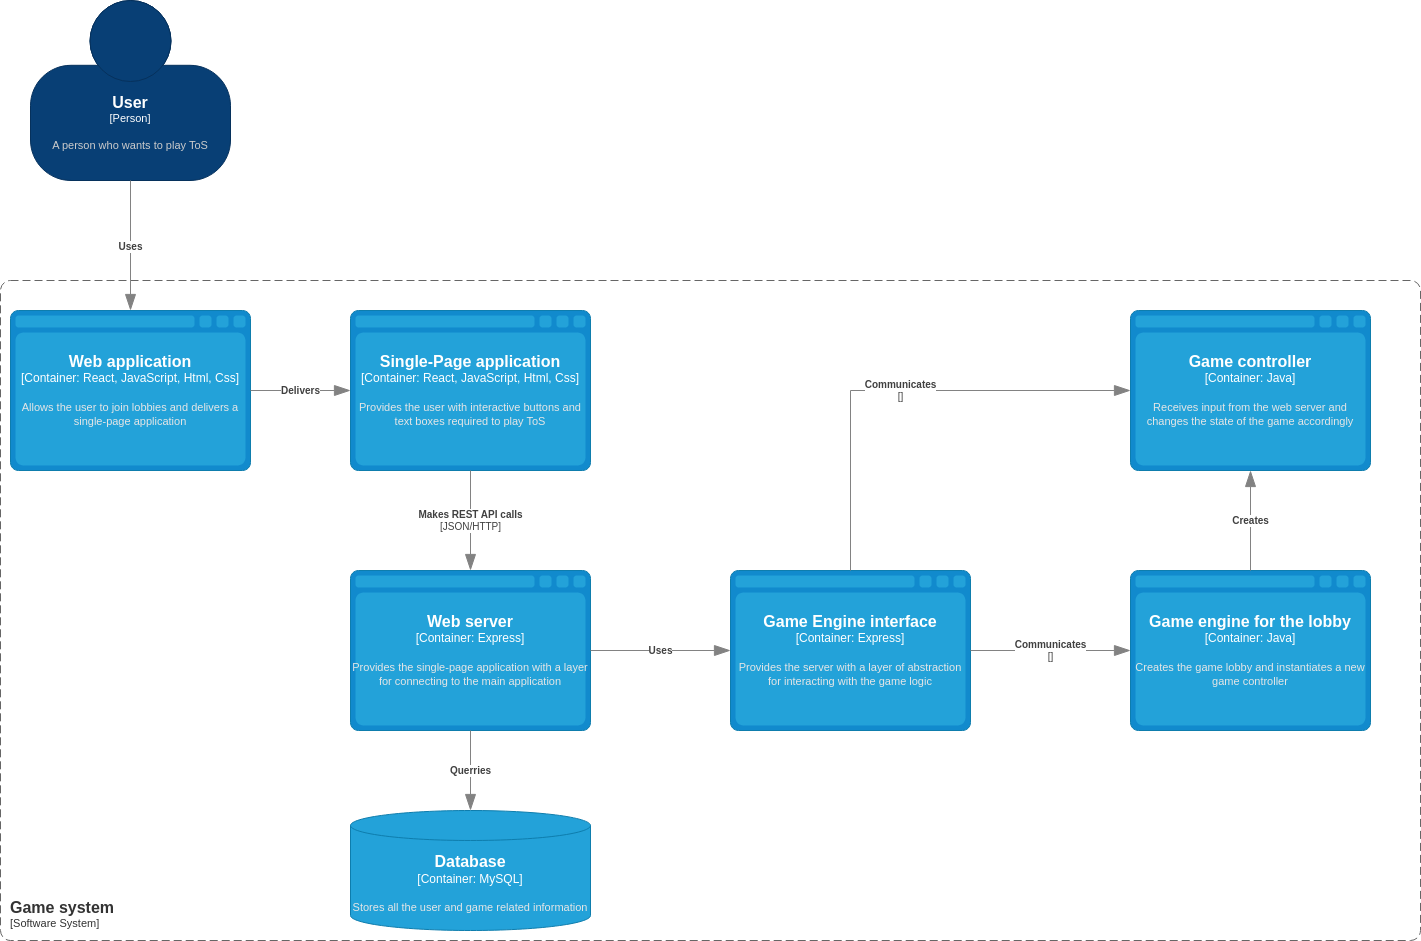 User
[Person]
A person who wants to play ToS
Uses
Web application
[Container: React, JavaScript, Html, Css]
Allows the user to join lobbies and delivers a
single-page application
Delivers
Single-Page application
[Container: React, JavaScript, Html, Css]
Provides the user with interactive buttons and
text boxes required to play ToS
Communicates
[]
Game controller
[Container: Java]
Receives input from the web server and
changes the state of the game accordingly
Makes REST API calls
[JSON/HTTP]
Creates
Web server
[Container: Express]
Provides the single-page application with a layer
for connecting to the main application
Uses
Game Engine interface
[Container: Express]
Provides the server with a layer of abstraction
for interacting with the game logic
Communicates
[]
Game engine for the lobby
[Container: Java]
Creates the game lobby and instantiates a new
game controller
Querries
Database
[Container: MySQL]
Stores all the user and game related information
Game system
[Software System]